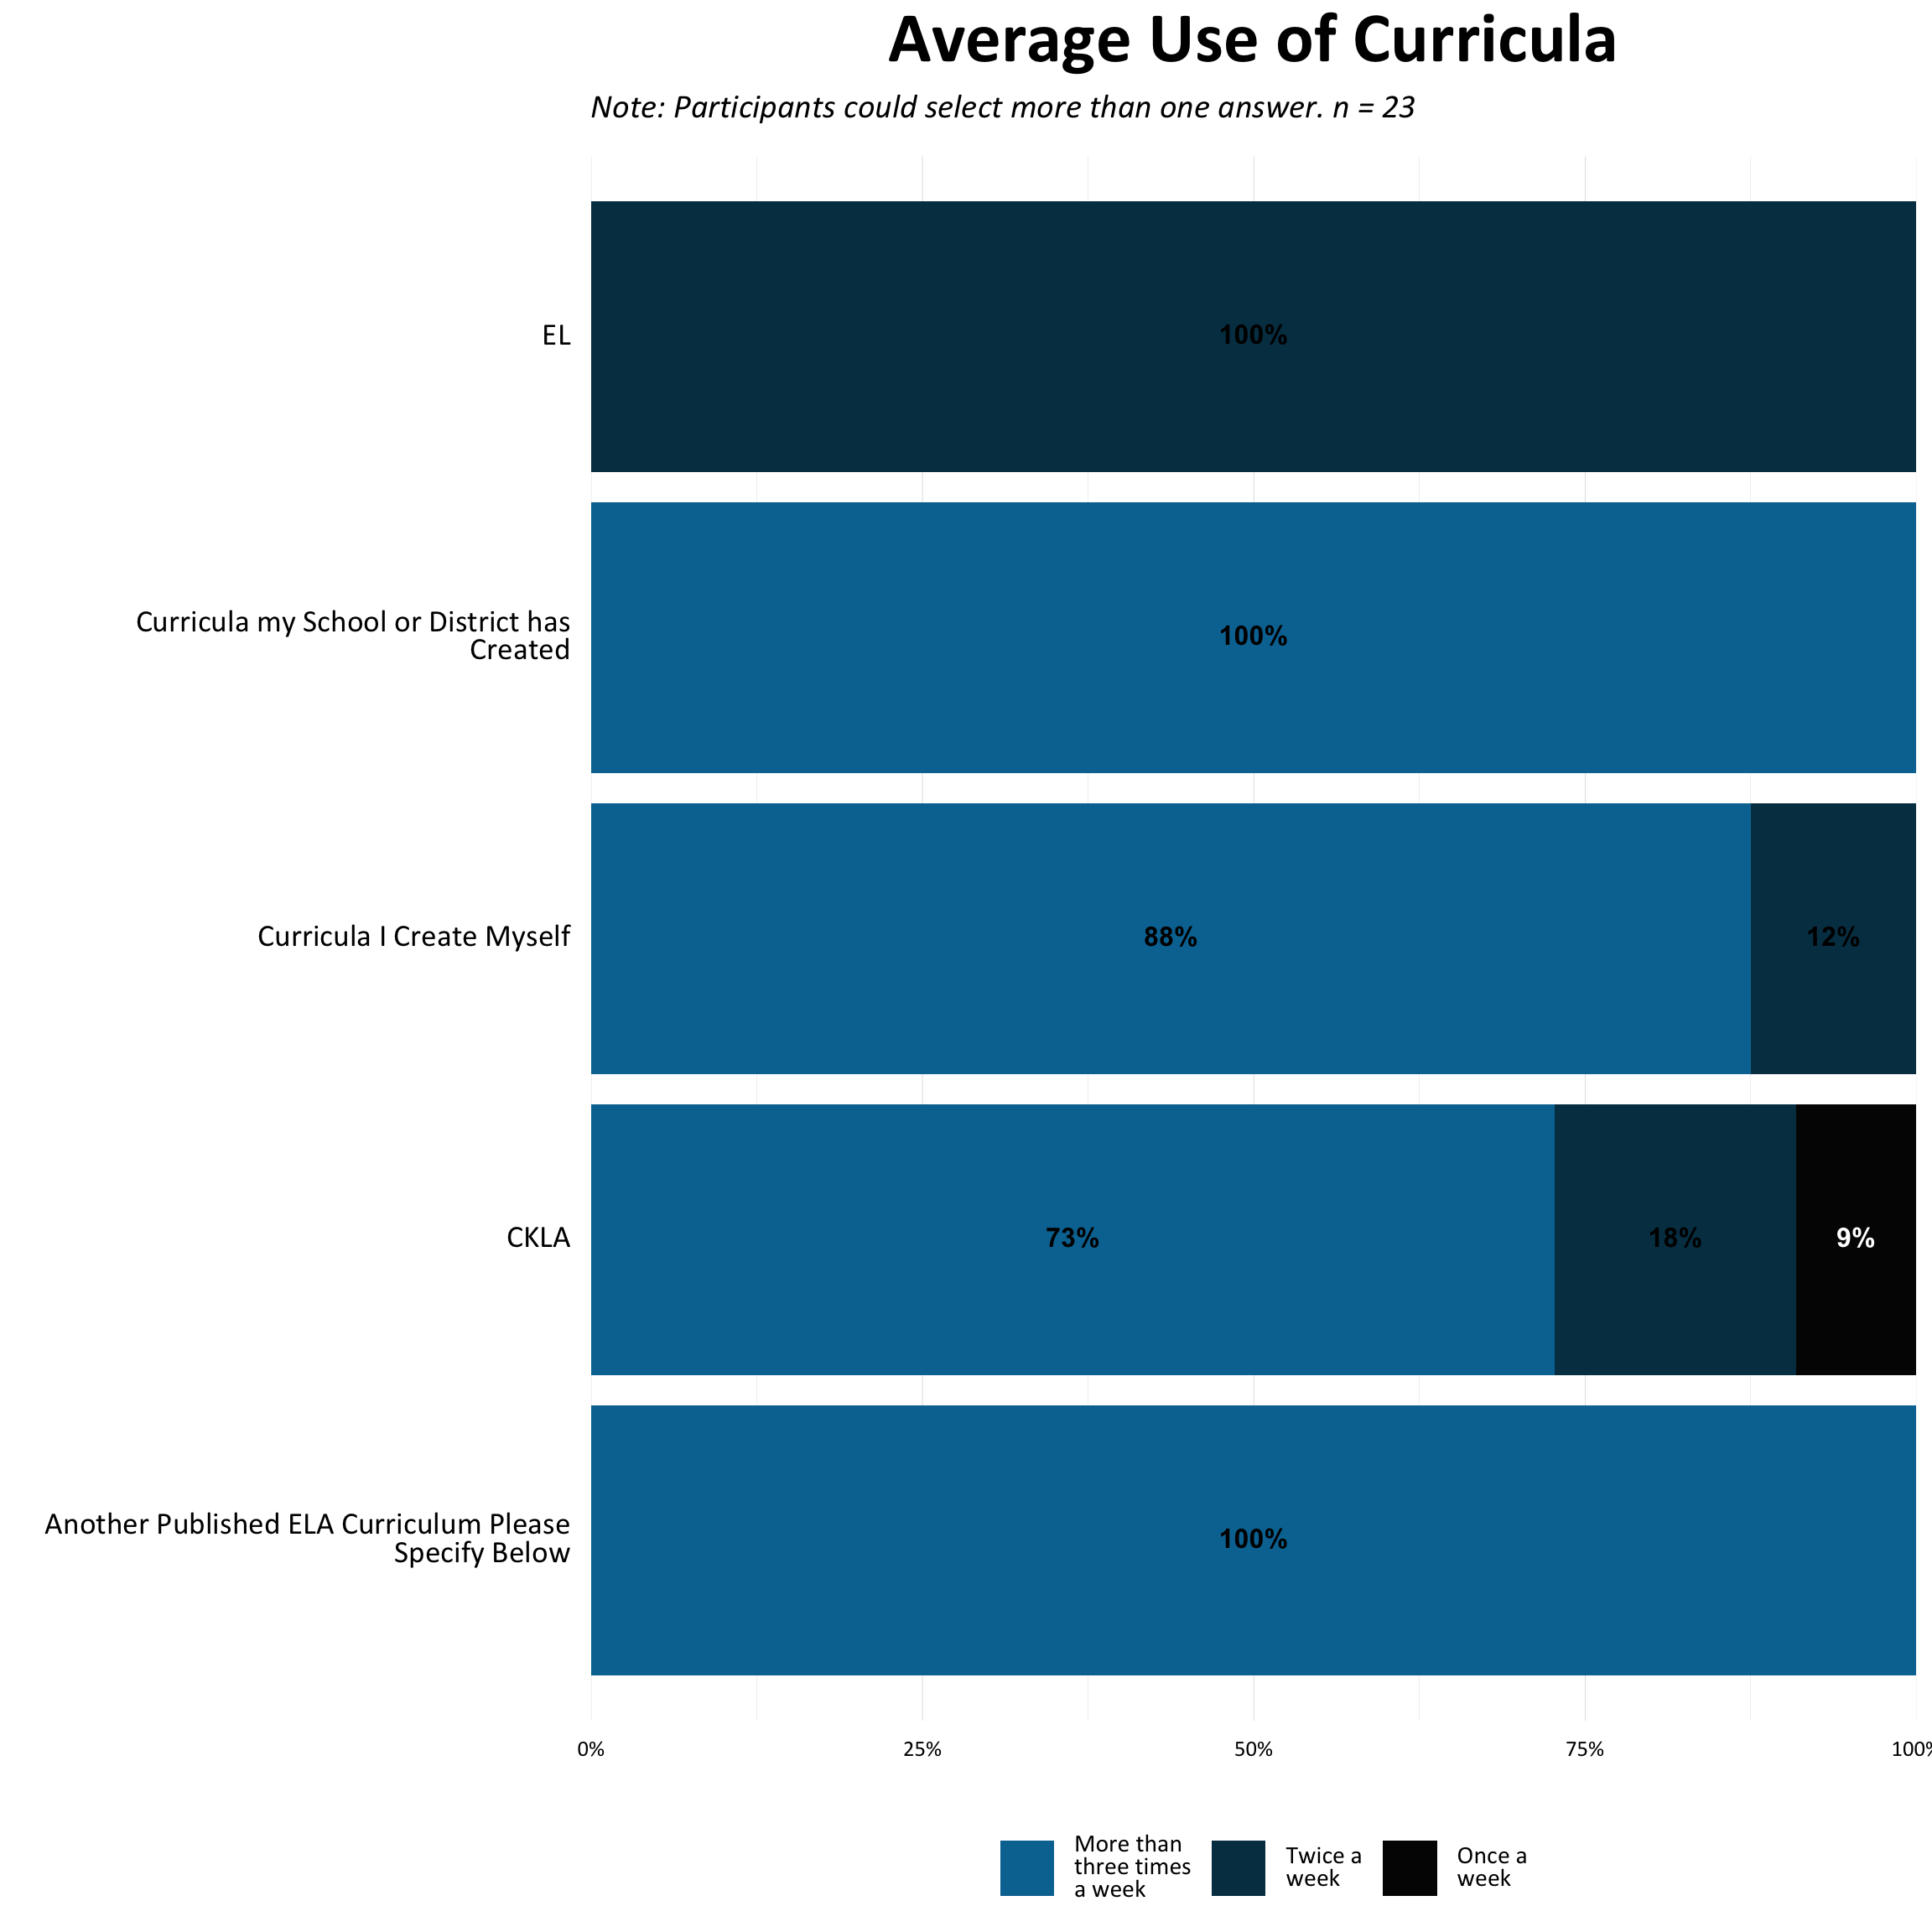 Average Use of Curricula
Note: Participants could select more than one answer. n = 23
EL
100%
Curricula my School or District has
Created
100%
Curricula I Create Myself
88%
12%
CKLA
73%
18%
9%
Another Published ELA Curriculum Please
Specify Below
100%
0%
25%
50%
75%
100%
More than
three times
a week
Twice a
week
Once a
week